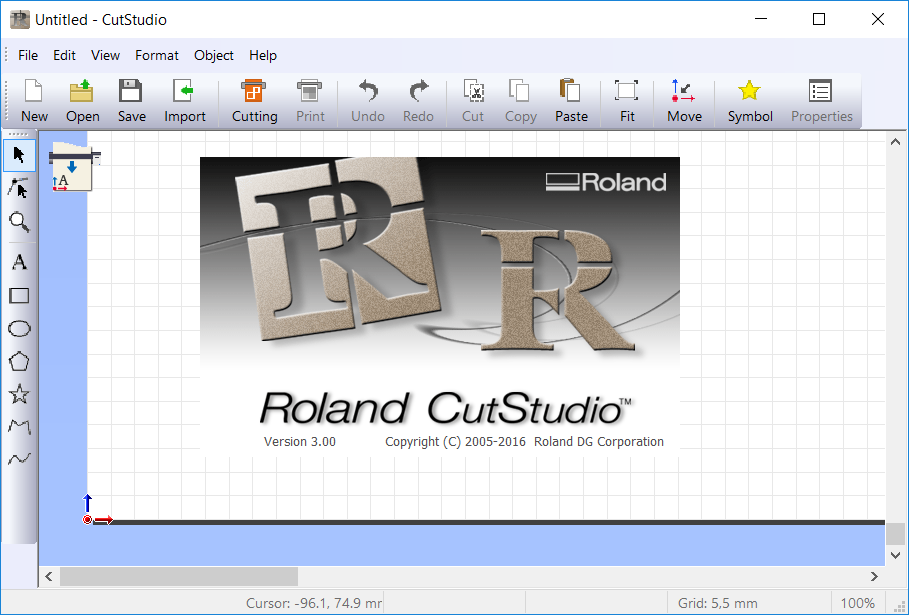 Untitled - CutStudio
File Edit View Format Object Help
New Open Save Import Cutting Print Undo Redo Cut Copy Paste Fit Move Symbol Properties
A
A
Roland
R R
Roland CutStudio™
Version 3.00 Copyright (C) 2005-2016 Roland DG Corporation
Cursor: -96.1, 74.9 mr Grid: 5,5 mm 100%